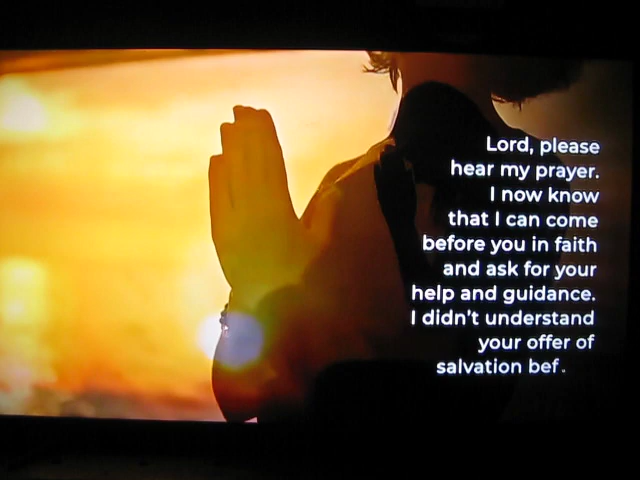 Lord, please
hear my prayer.
I now know
that I can come
before you in faith
and ask for your
help and guidance.
I didn't understand
your offer of
salvation bef